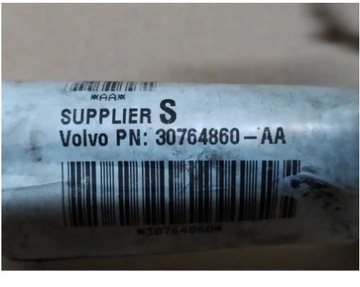 *AA*
SUPPLIER S
Volvo PN: 30764860-AA
*30764860*